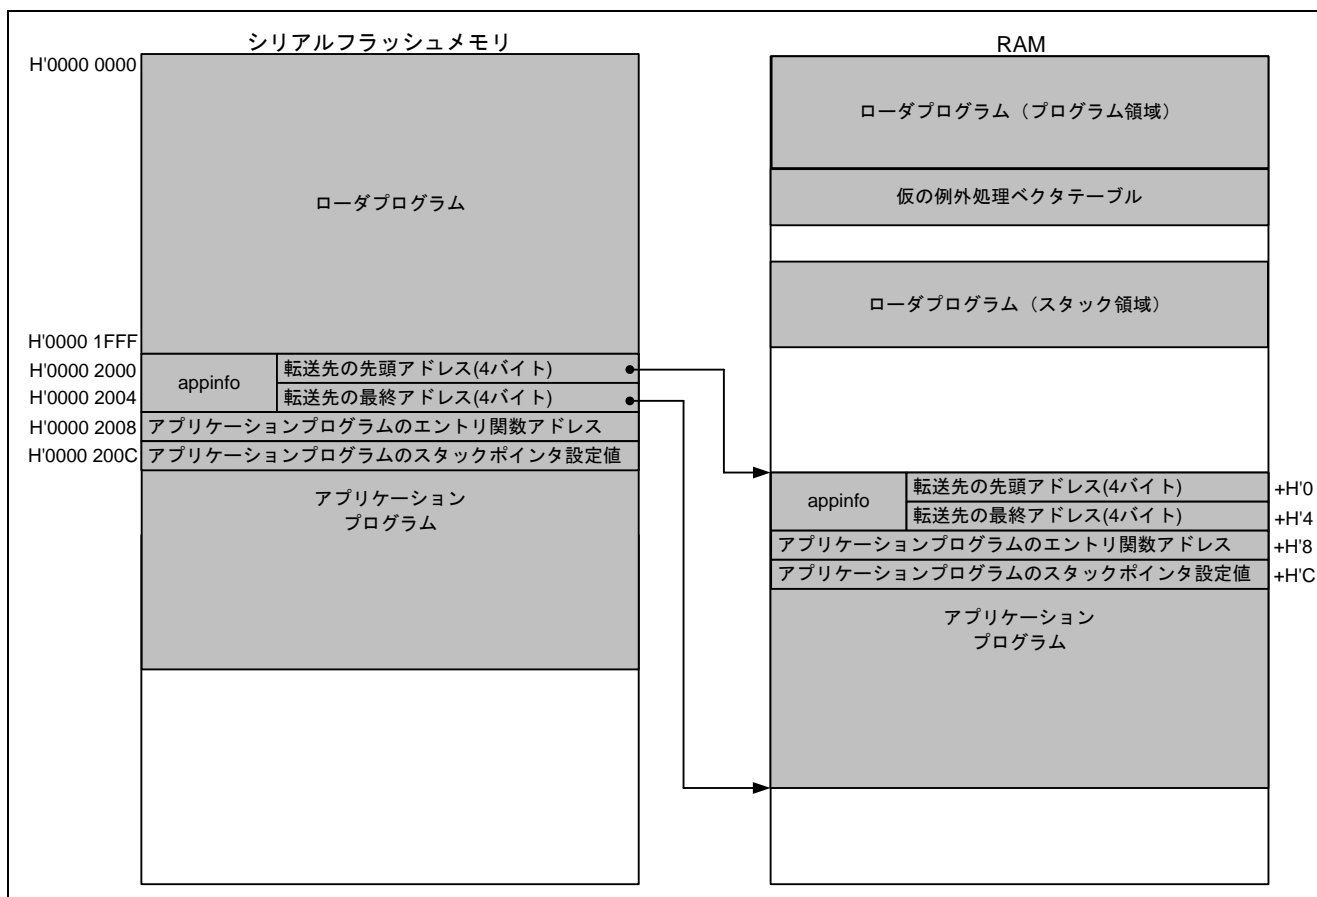 シリアルフラッシュメモリ
H'0000 0000
ローダプログラム
H'0000 1FFF
H'0000 2000
H'0000 2004
H'0000 2008
H'0000 200C
appinfo
転送先の先頭アドレス(4バイト)
転送先の最終アドレス(4バイト)
アプリケーションプログラムのエントリ関数アドレス
アプリケーションプログラムのスタックポインタ設定値
アプリケーション
プログラム
RAM
ローダプログラム（プログラム領域）
仮の例外処理ベクタテーブル
ローダプログラム（スタック領域）
appinfo
転送先の先頭アドレス(4バイト)
転送先の最終アドレス(4バイト)
アプリケーションプログラムのエントリ関数アドレス
アプリケーションプログラムのスタックポインタ設定値
+H'0
+H'4
+H'8
+H'C
アプリケーション
プログラム